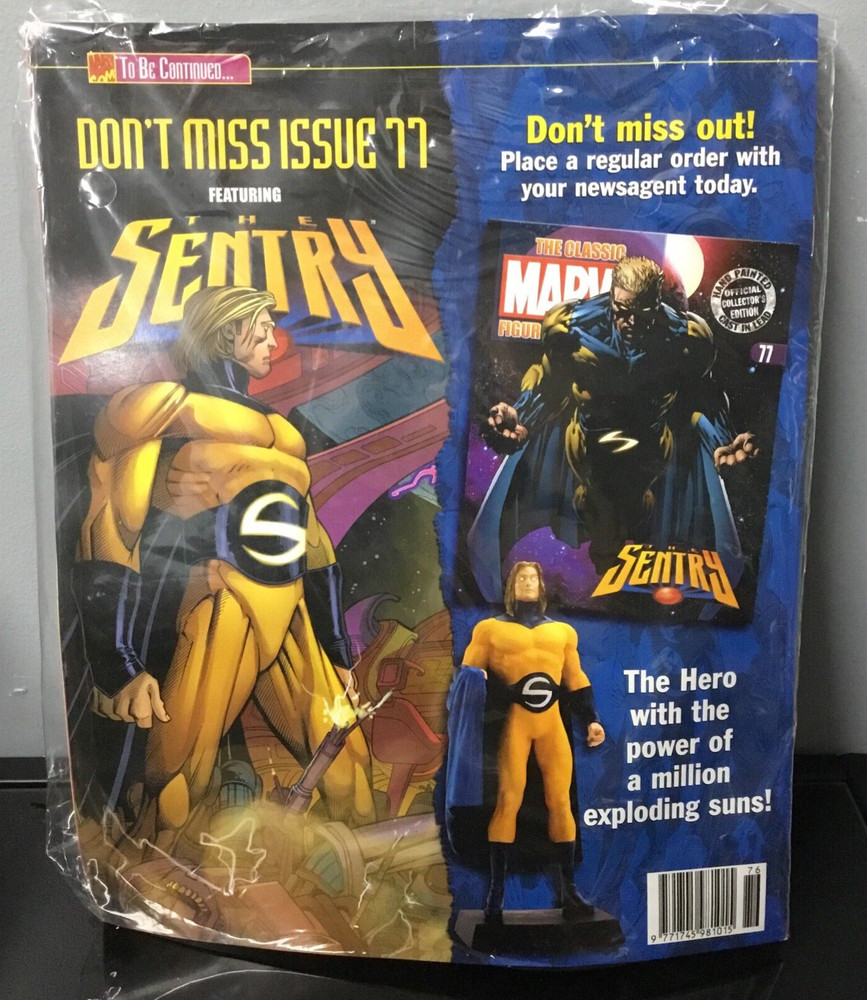 To Be Continued...
DON'T MISS ISSUE 77
FEATURING
THE
SENTRY
S
Don't miss out!
Place a regular order with
your newsagent today.
THE CLASSIC
MARV
FIGUR
HAND PAINTED
OFFICIAL
COLLECTOR'S
EDITION
CAST IN LEAD
77
S
THE
SENTRY
S
The Hero
with the
power of
a million
exploding suns!
76
9 771745 981015